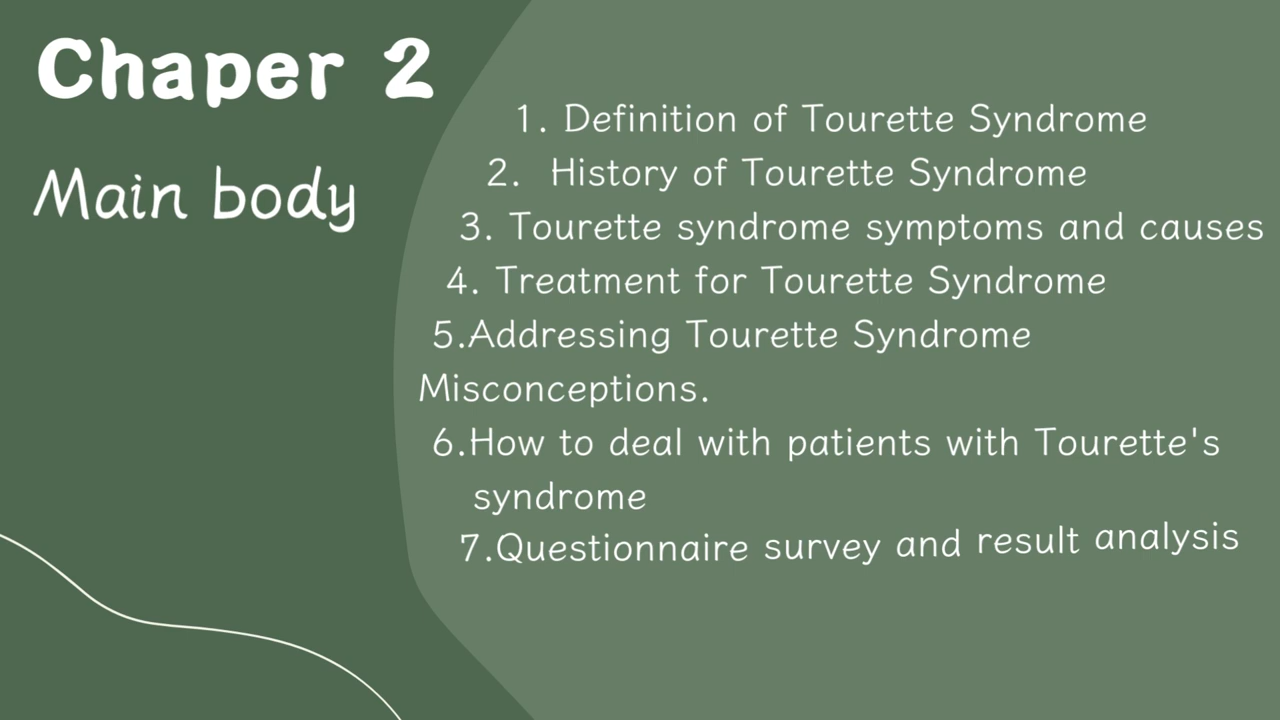 Chaper 2
Main body
1. Definition of Tourette Syndrome
2. History of Tourette Syndrome
3. Tourette syndrome symptoms and causes
4. Treatment for Tourette Syndrome
5.Addressing Tourette Syndrome
Misconceptions.
6.How to deal with patients with Tourette's
syndrome
7.Questionnaire survey and result analysis